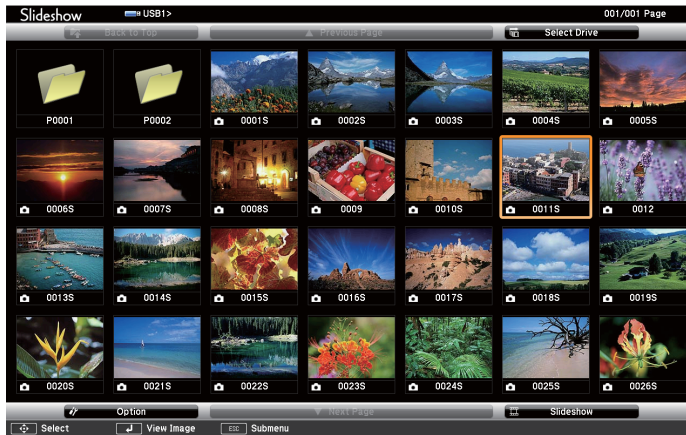 Slideshow USB1> 001/001 Page
Back to Top Previous Page Select Drive
P0001 P0002 0001S 0002S 0003S 0004S 0005S
0006S 0007S 0008S 0009 0010S 0011S 0012
0013S 0014S 0015S 0016S 0017S 0018S 0019S
0020S 0021S 0022S 0023S 0024S 0025S 0026S
Option Next Page Slideshow
Select View Image ESC Submenu